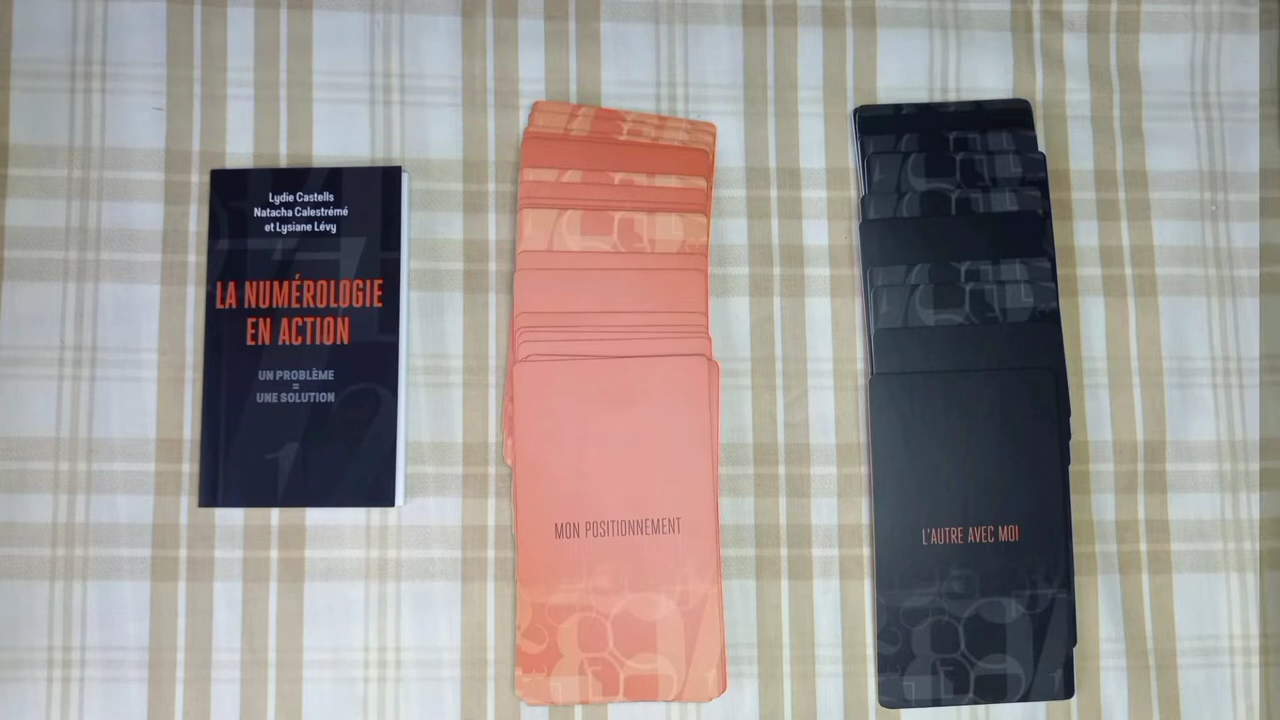 Lydie Castells
Natacha Calestrémé
et Lysiane Lévy
LA NUMÉROLOGIE
EN ACTION
UN PROBLÈME
=
UNE SOLUTION
MON POSITIONNEMENT
L'AUTRE AVEC MOI